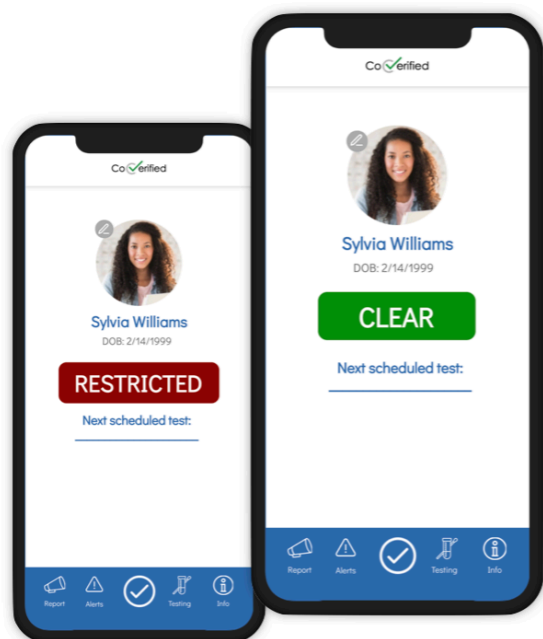 CoVerified
Sylvia Williams
DOB: 2/14/1999
RESTRICTED
Next scheduled test:
Report
Alerts
Testing
Info
CoVerified
Sylvia Williams
DOB: 2/14/1999
CLEAR
Next scheduled test:
Report
Alerts
Testing
Info